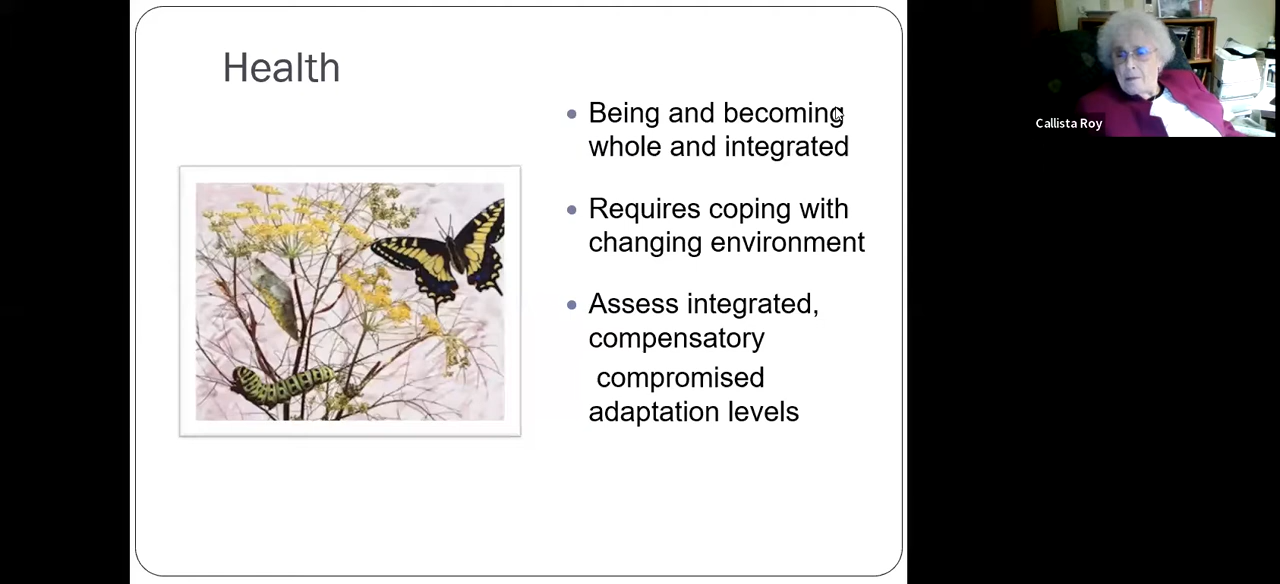 Health
Being and becoming
whole and integrated
Requires coping with
changing environment
Assess integrated,
compensatory
compromised
adaptation levels
Callista Roy